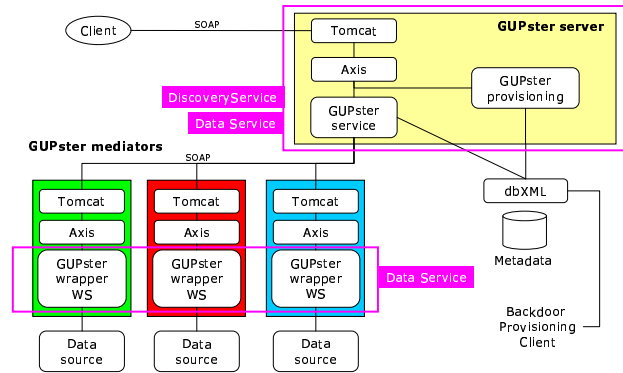 Client
SOAP
Tomcat
GUPster server
Axis
GUPster
provisioning
DiscoveryService
Data Service
GUPster
service
GUPster mediators
SOAP
Tomcat
Tomcat
Tomcat
dbXML
Axis
Axis
Axis
GUPster
wrapper
WS
GUPster
wrapper
WS
GUPster
wrapper
WS
Data Service
Metadata
Backdoor
Provisioning
Client
Data
source
Data
source
Data
source